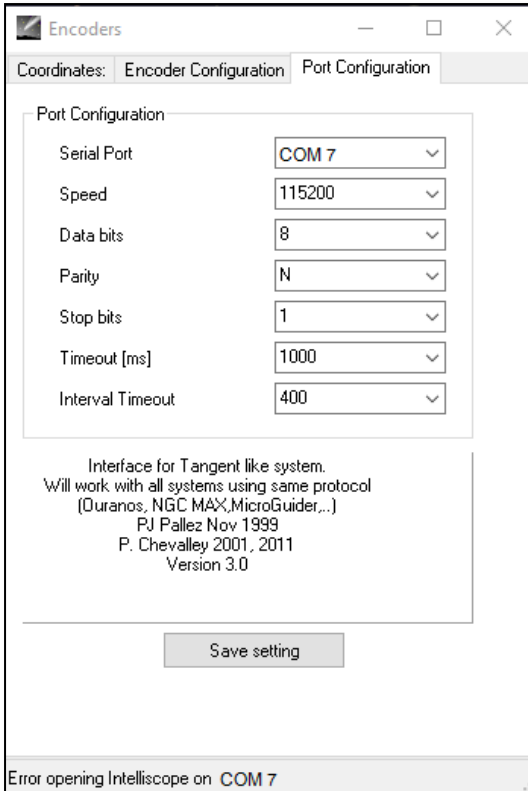 Encoders
Coordinates: Encoder Configuration Port Configuration
Port Configuration
Serial Port COM 7
Speed 115200
Data bits 8
Parity N
Stop bits 1
Timeout [ms] 1000
Interval Timeout 400
Interface for Tangent like system.
Will work with all systems using same protocol
(Ouranos, NGC MAX,MicroGuider,..)
PJ Pallez Nov 1999
P. Chevalley 2001, 2011
Version 3.0
Save setting
Error opening Intelliscope on COM 7